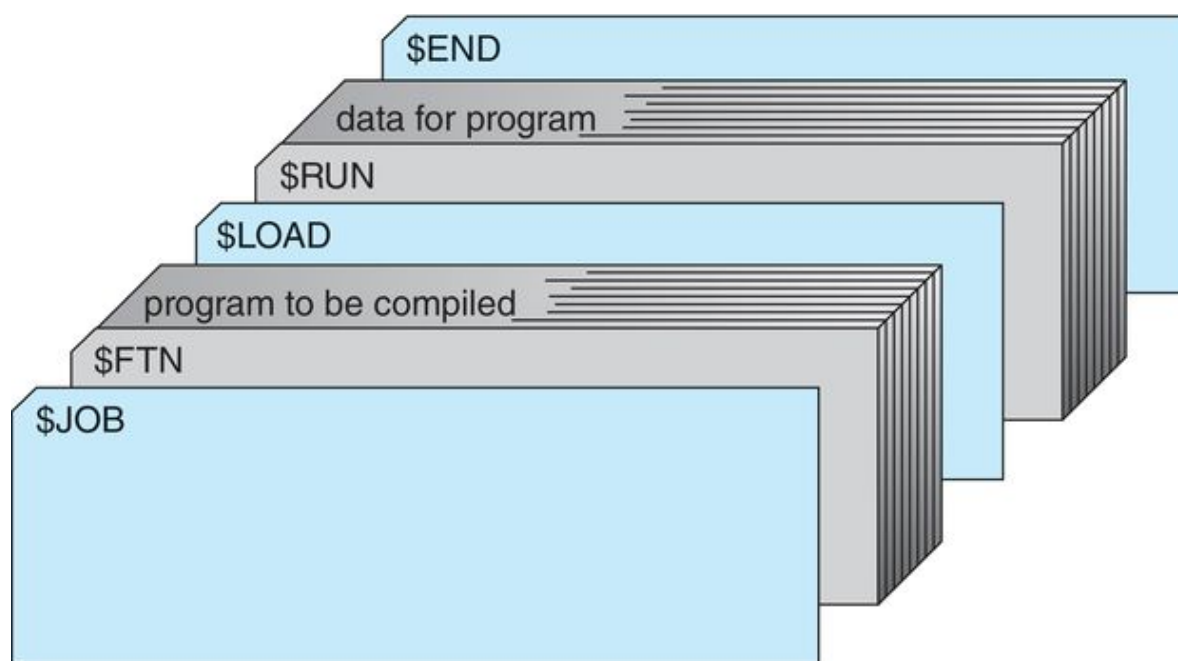 $END
data for program
$RUN
$LOAD
program to be compiled
$FTN
$JOB